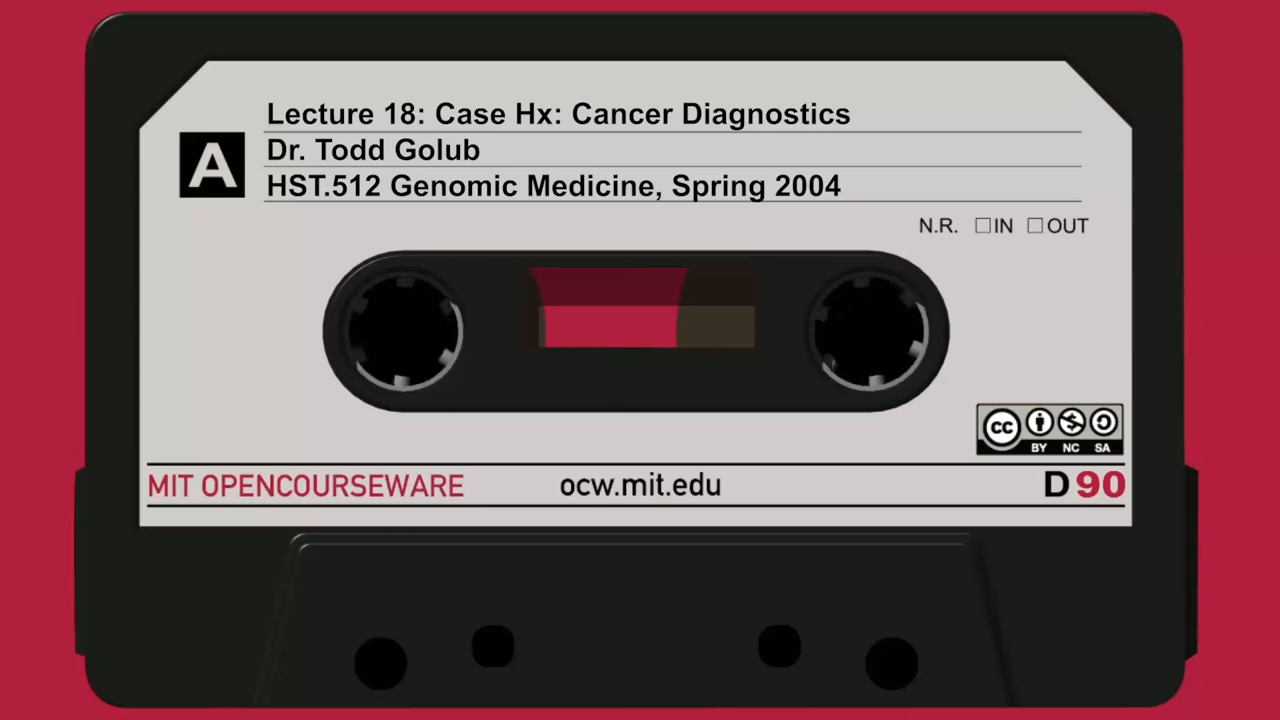 Lecture 18: Case Hx: Cancer Diagnostics
A
Dr. Todd Golub
HST.512 Genomic Medicine, Spring 2004
N.R. □IN □OUT
cc
BY NC SA
MIT OPENCOURSEWARE ocw.mit.edu D90